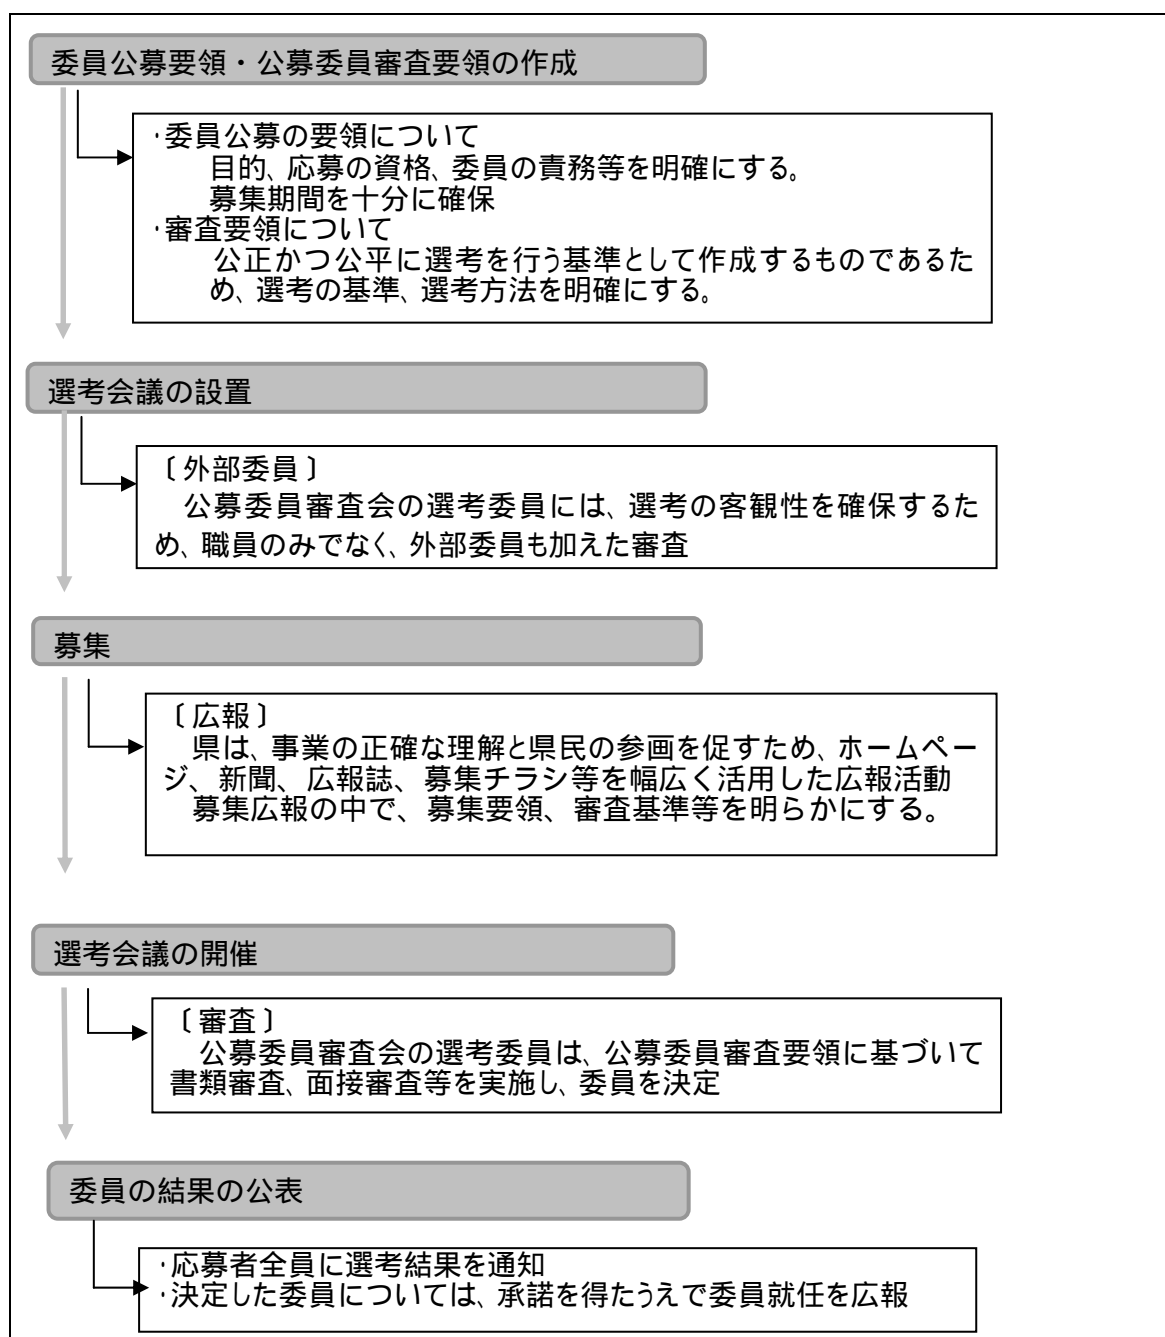 委員公募要領・公募委員審査要領の作成
・委員公募の要領について
目的、応募の資格、委員の責務等を明確にする。
募集期間を十分に確保
・審査要領について
公正かつ公平に選考を行う基準として作成するものであるた
め、選考の基準、選考方法を明確にする。
選考会議の設置
〔外部委員〕
公募委員審査会の選考委員には、選考の客観性を確保するた
め、職員のみでなく、外部委員も加えた審査
募集
〔広報〕
県は、事業の正確な理解と県民の参画を促すため、ホームペー
ジ、新聞、広報誌、募集チラシ等を幅広く活用した広報活動
募集広報の中で、募集要領、審査基準等を明らかにする。
選考会議の開催
〔審査〕
公募委員審査会の選考委員は、公募委員審査要領に基づいて
書類審査、面接審査等を実施し、委員を決定
委員の結果の公表
・応募者全員に選考結果を通知
・決定した委員については、承諾を得たうえで委員就任を広報